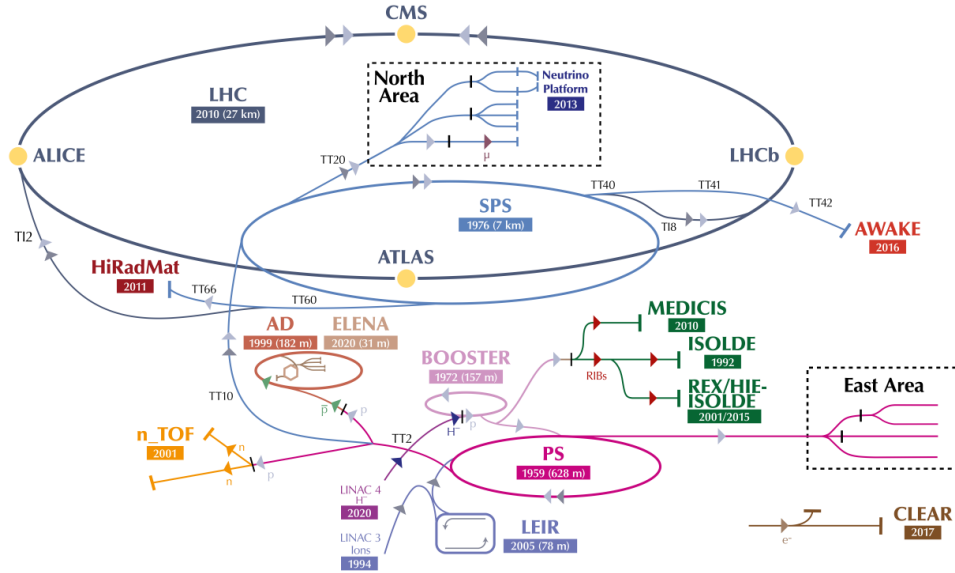 CMS
North
Area
Neutrino
Platform
2013
LHC
2010 (27 km)
μ
ALICE
LHCb
TT20
TT40
TT41
TT42
SPS
1976 (7 km)
TI8
AWAKE
2016
TI2
ATLAS
HiRadMat
2011
TT66
TT60
MEDICIS
2010
AD
1999 (182 m)
ELENA
2020 (31 m)
ISOLDE
1992
BOOSTER
1972 (157 m)
RIBs
REX/HIE-
ISOLDE
2001/2015
East Area
TT10
p̅
p
H⁻
p
n_TOF
2001
n
n
p
TT2
PS
1959 (628 m)
LINAC 4
H⁻
2020
LEIR
2005 (78 m)
LINAC 3
Ions
1994
CLEAR
2017
e⁻